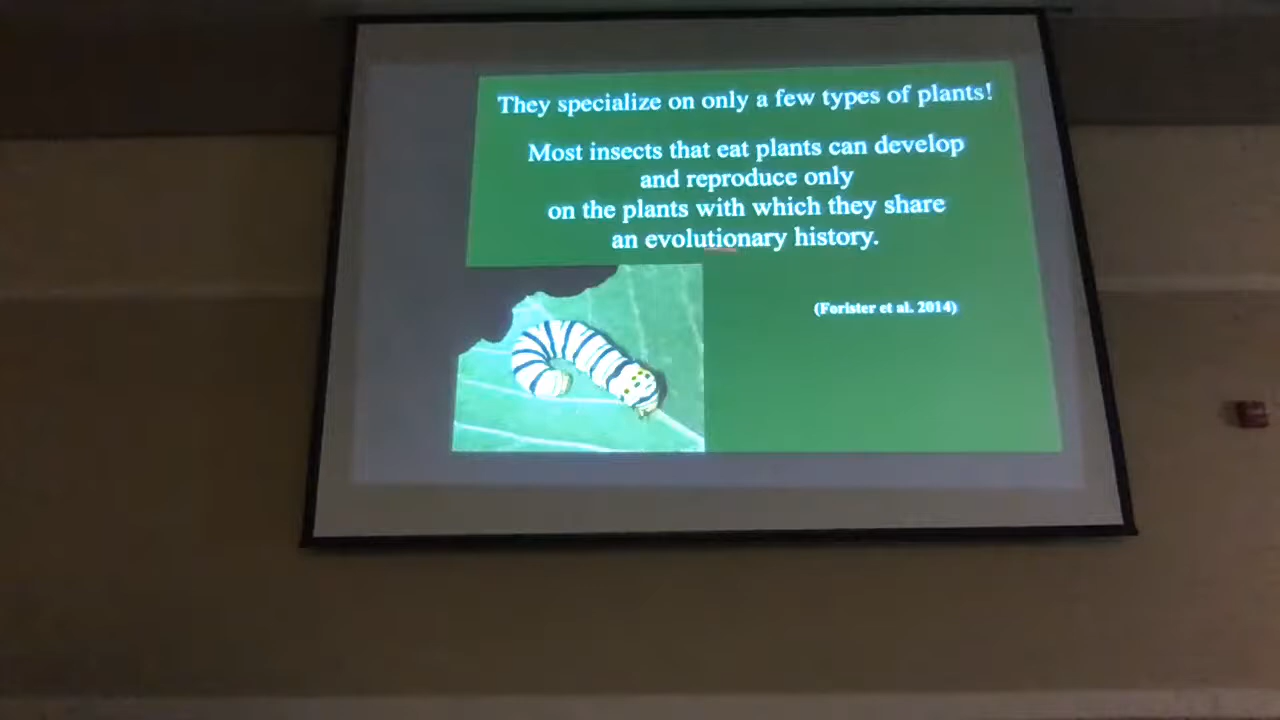 They specialize on only a few types of plants!
Most insects that eat plants can develop
and reproduce only
on the plants with which they share
an evolutionary history.
(Forister et al. 2014)